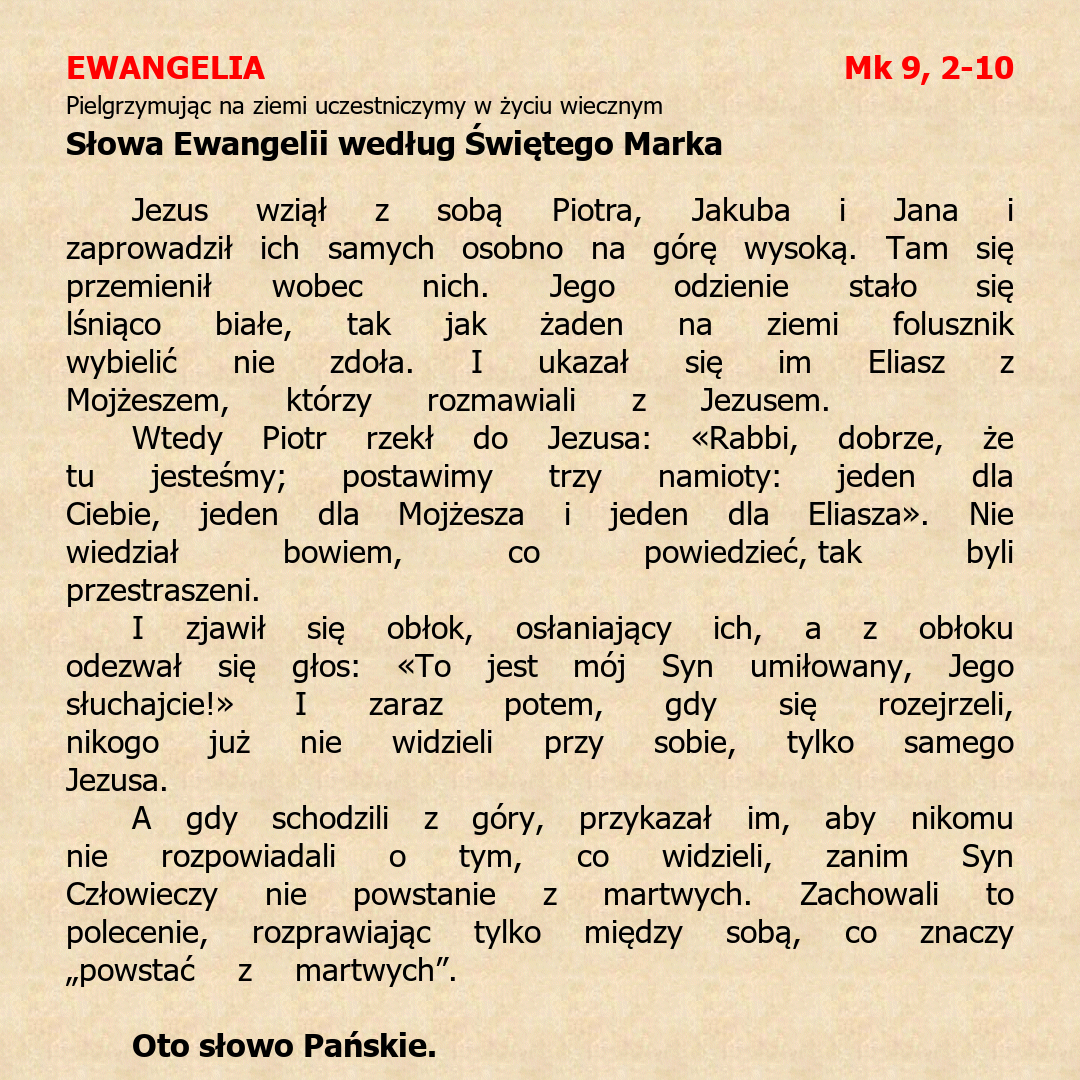 EWANGELIA Mk 9, 2-10
Pielgrzymując na ziemi uczestniczymy w życiu wiecznym
Słowa Ewangelii według Świętego Marka
Jezus wziął z sobą Piotra, Jakuba i Jana i
zaprowadził ich samych osobno na górę wysoką. Tam się
przemienił wobec nich. Jego odzienie stało się
lśniąco białe, tak jak żaden na ziemi folusznik
wybielić nie zdoła. I ukazał się im Eliasz z
Mojżeszem, którzy rozmawiali z Jezusem.
Wtedy Piotr rzekł do Jezusa: «Rabbi, dobrze, że
tu jesteśmy; postawimy trzy namioty: jeden dla
Ciebie, jeden dla Mojżesza i jeden dla Eliasza». Nie
wiedział bowiem, co powiedzieć, tak byli
przestraszeni.
I zjawił się obłok, osłaniający ich, a z obłoku
odezwał się głos: «To jest mój Syn umiłowany, Jego
słuchajcie!» I zaraz potem, gdy się rozejrzeli,
nikogo już nie widzieli przy sobie, tylko samego
Jezusa.
A gdy schodzili z góry, przykazał im, aby nikomu
nie rozpowiadali o tym, co widzieli, zanim Syn
Człowieczy nie powstanie z martwych. Zachowali to
polecenie, rozprawiając tylko między sobą, co znaczy
„powstać z martwych”.
Oto słowo Pańskie.